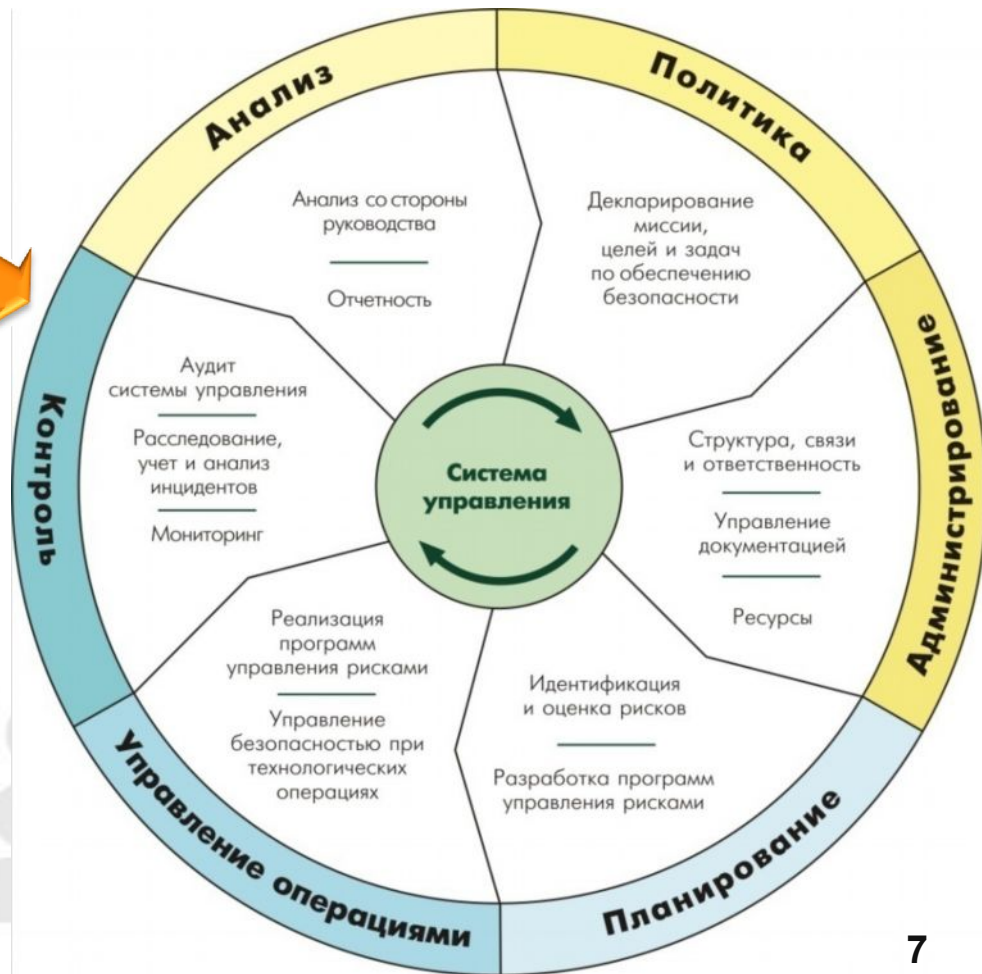 Анализ
Анализ со стороны
руководства
Отчетность
Политика
Декларирование
миссии,
целей и задач
по обеспечению
безопасности
Администрирование
Структура, связи
и ответственность
Управление
документацией
Ресурсы
Планирование
Идентификация
и оценка рисков
Разработка программ
управления рисками
Управление операциями
Реализация
программ
управления рисками
Управление
безопасностью при
технологических
операциях
Контроль
Аудит
системы управления
Расследование,
учет и анализ
инцидентов
Мониторинг
Система
управления
7